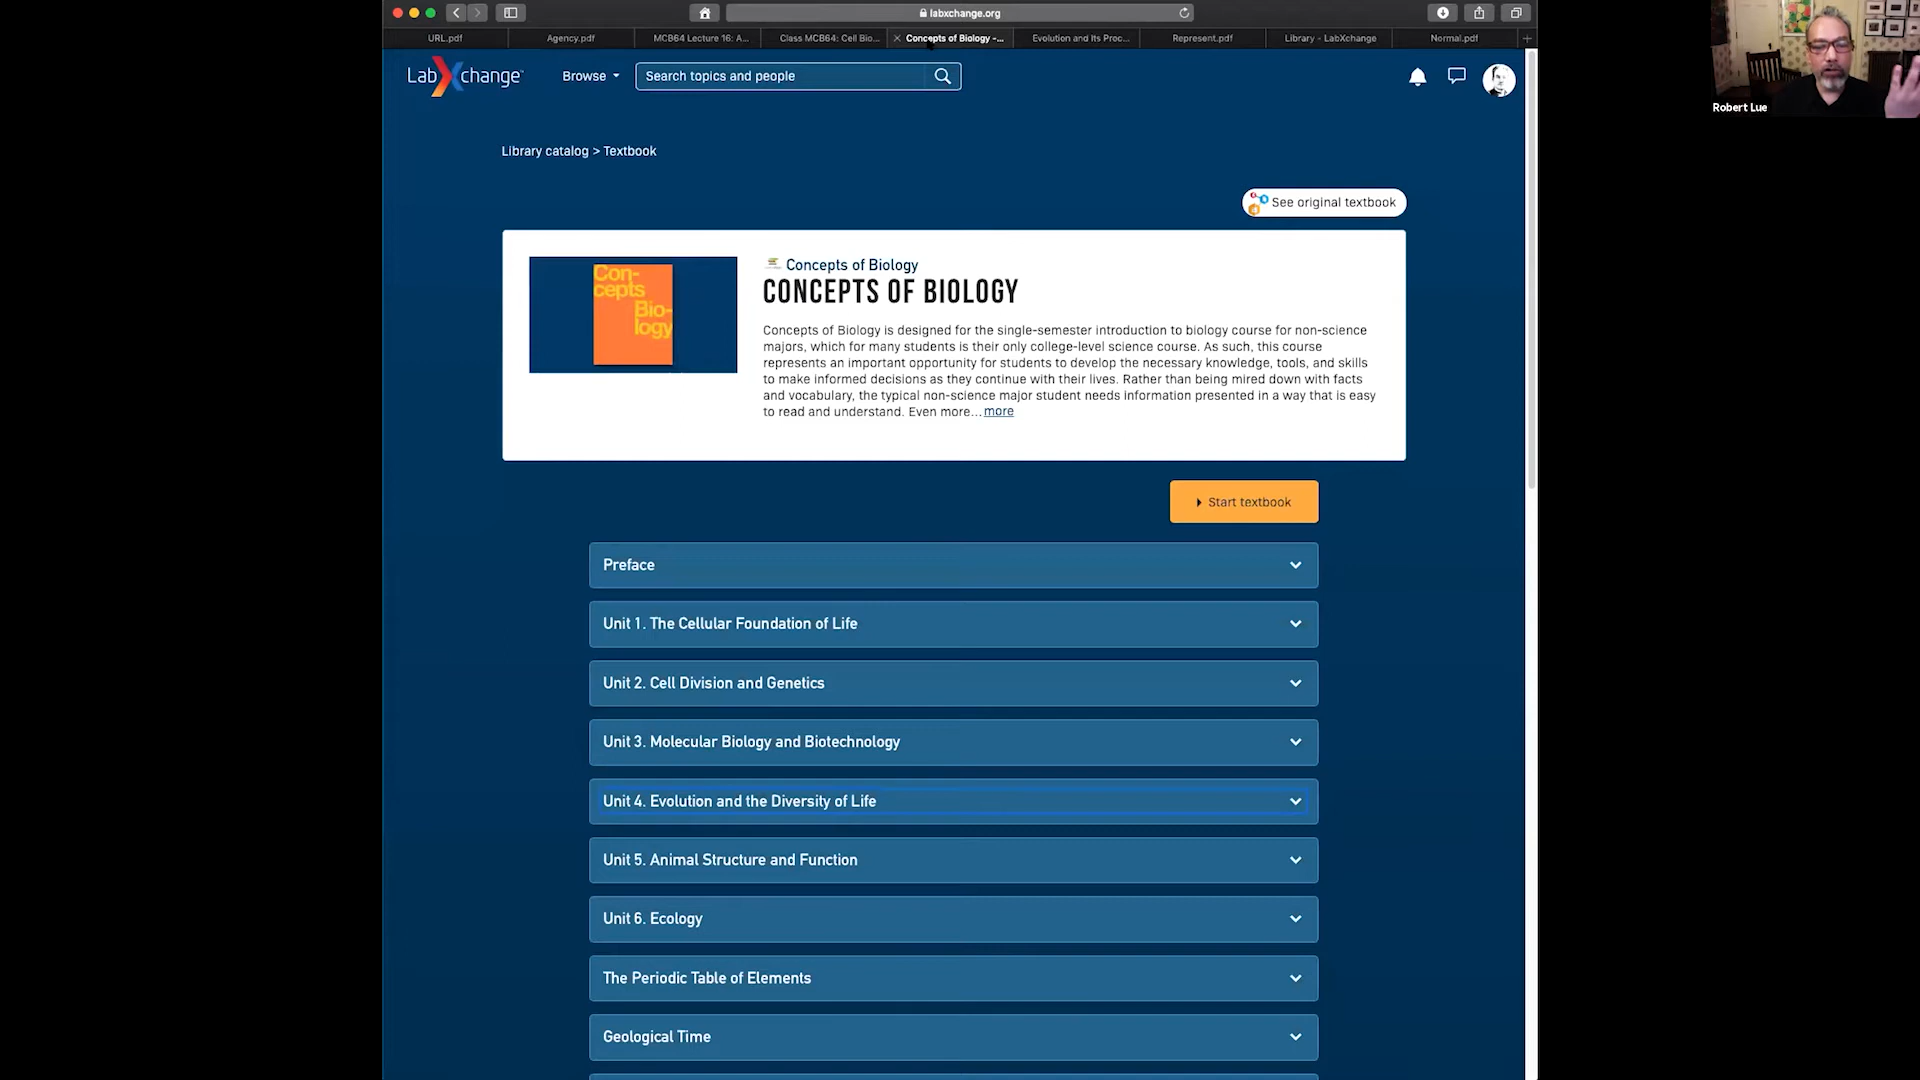 labxchange.org
URL.pdf
Agency.pdf
MCB64 Lecture 16: A...
Class MCB64: Cell Bio...
Concepts of Biology -...
Evolution and Its Proc...
Represent.pdf
Library - LabXchange
Normal.pdf
LabXchange
Browse
Search topics and people
Robert Lue
Library catalog > Textbook
See original textbook
Con-
cepts
Bio-
logy
Concepts of Biology
CONCEPTS OF BIOLOGY
Concepts of Biology is designed for the single-semester introduction to biology course for non-science
majors, which for many students is their only college-level science course. As such, this course
represents an important opportunity for students to develop the necessary knowledge, tools, and skills
to make informed decisions as they continue with their lives. Rather than being mired down with facts
and vocabulary, the typical non-science major student needs information presented in a way that is easy
to read and understand. Even more... more
Start textbook
Preface
Unit 1. The Cellular Foundation of Life
Unit 2. Cell Division and Genetics
Unit 3. Molecular Biology and Biotechnology
Unit 4. Evolution and the Diversity of Life
Unit 5. Animal Structure and Function
Unit 6. Ecology
The Periodic Table of Elements
Geological Time